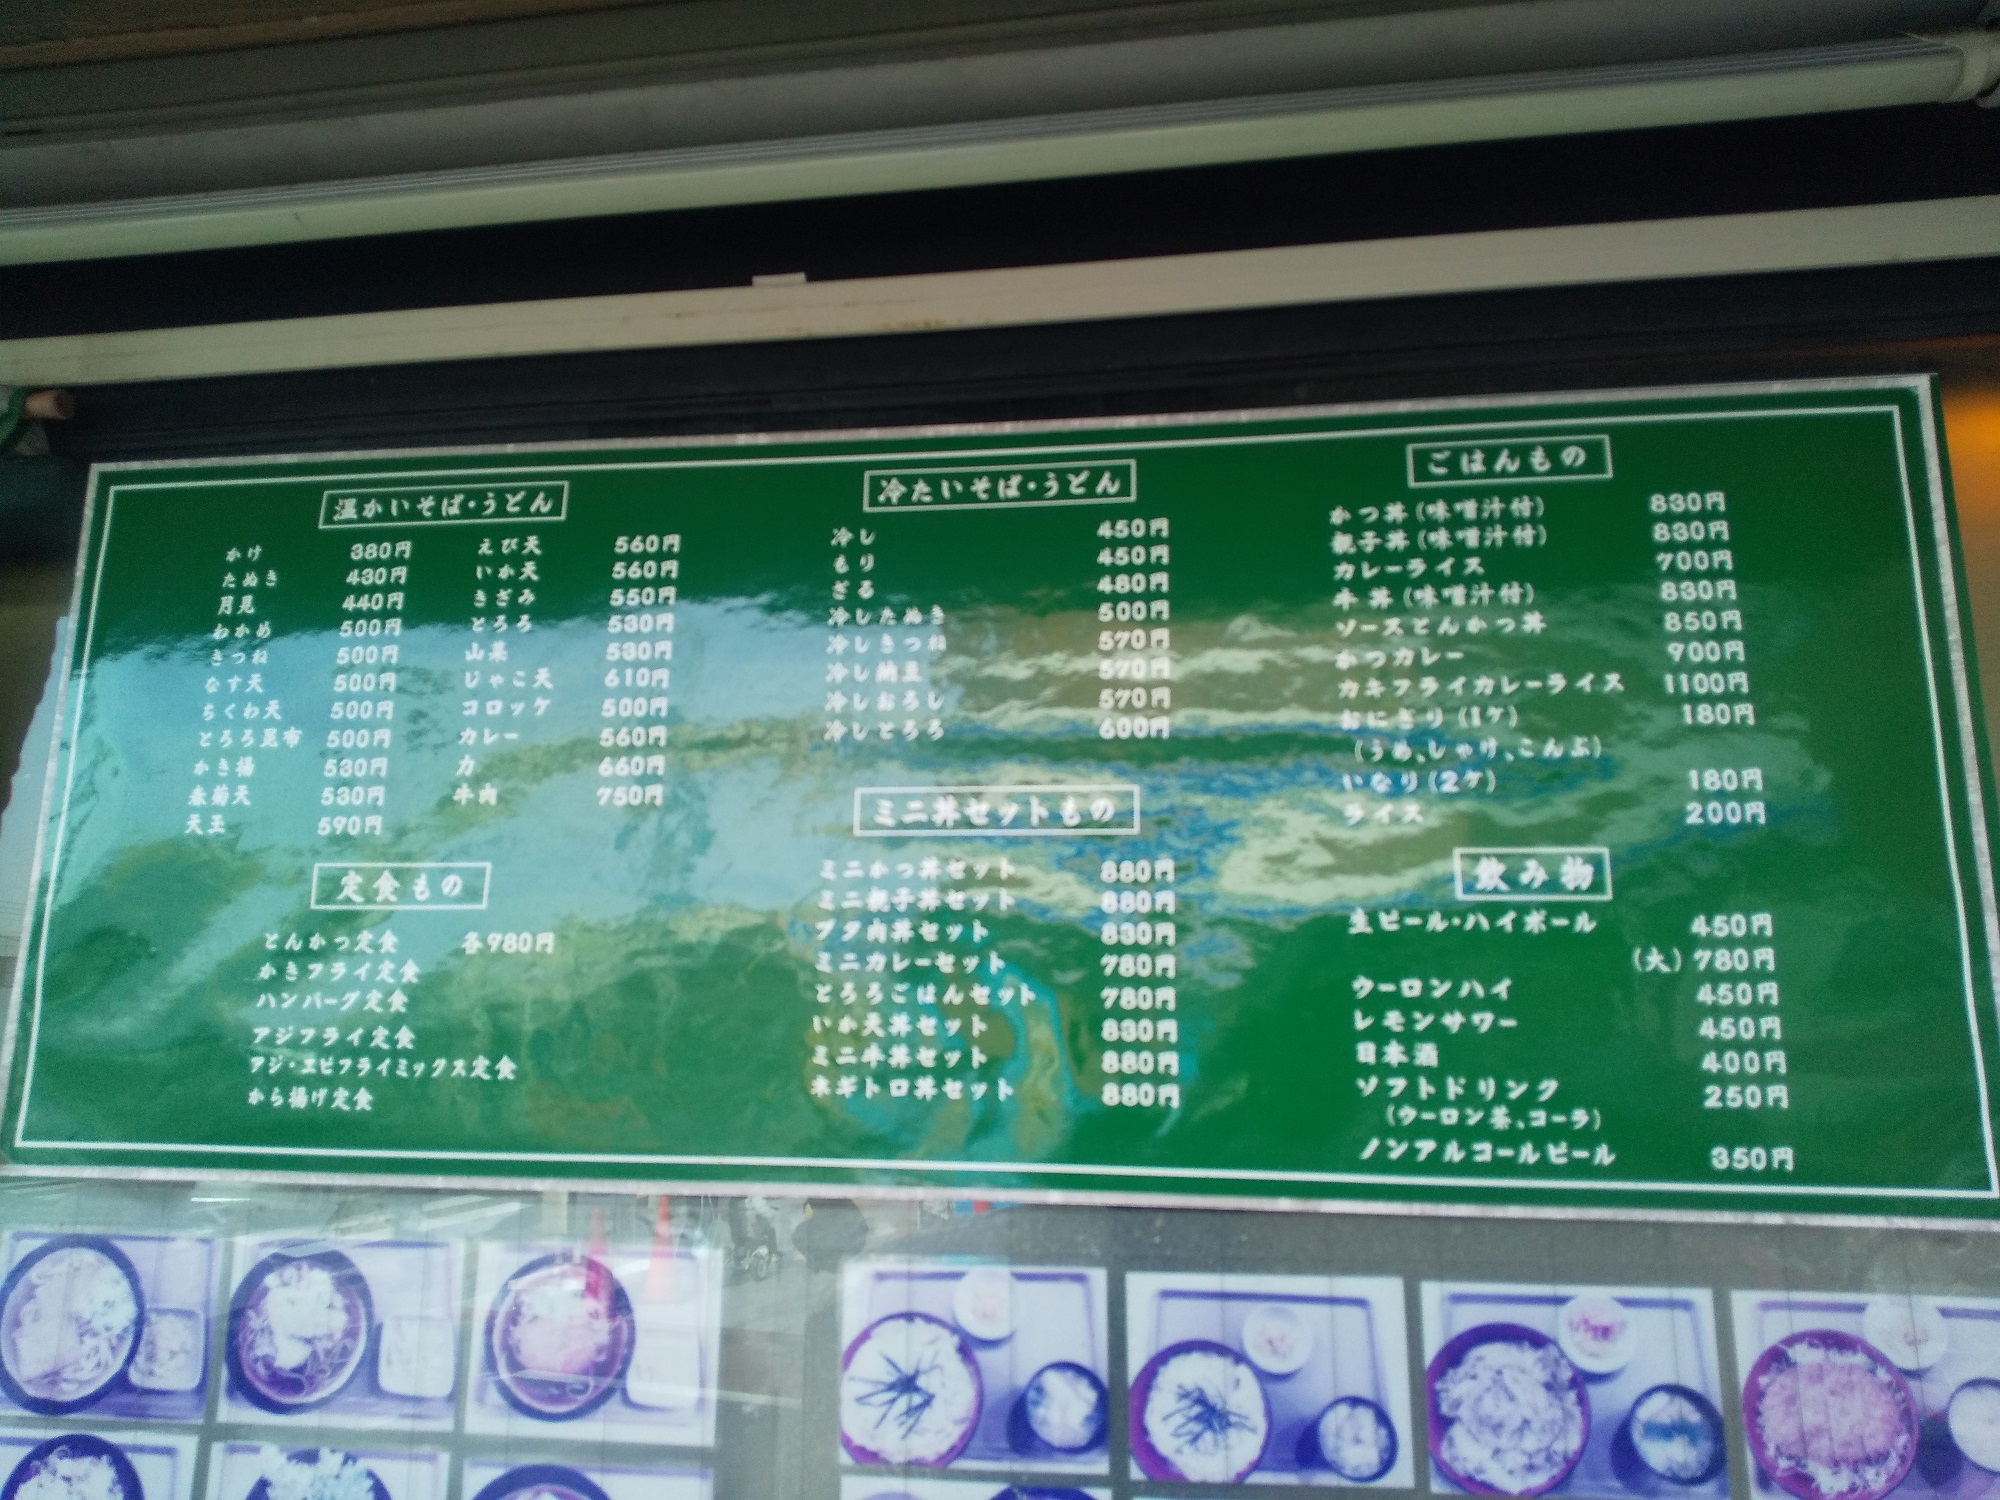 温かいそば・うどん
かけ 380円
たぬき 430円
月見 440円
わかめ 500円
きつね 500円
なす天 500円
ちくわ天 500円
とろろ昆布 500円
かき揚 530円
春菊天 530円
天玉 590円
えび天 560円
いか天 560円
きざみ 550円
とろろ 530円
山菜 530円
じゃこ天 610円
コロッケ 500円
カレー 560円
力 660円
牛肉 750円
定食もの
とんかつ定食 各980円
かきフライ定食
ハンバーグ定食
アジフライ定食
アジ・エビフライミックス定食
から揚げ定食
冷たいそば・うどん
冷し 450円
もり 450円
ざる 480円
冷したぬき 500円
冷しきつね 570円
冷し納豆 570円
冷しおろし 570円
冷しとろろ 600円
ミニ丼セットもの
ミニかつ丼セット 880円
ミニ親子丼セット 880円
ブタ肉丼セット 830円
ミニカレーセット 780円
とろろごはんセット 780円
いか天丼セット 830円
ミニ牛丼セット 880円
ネギトロ丼セット 880円
ごはんもの
かつ丼(味噌汁付) 830円
親子丼(味噌汁付) 830円
カレーライス 700円
牛丼(味噌汁付) 830円
ソースとんかつ丼 850円
かつカレー 900円
カキフライカレーライス 1100円
おにぎり(1ケ) 180円
(うめ、しゃけ、こんぶ)
いなり(2ケ) 180円
ライス 200円
飲み物
生ビール・ハイボール 450円
(大)780円
ウーロンハイ 450円
レモンサワー 450円
日本酒 400円
ソフトドリンク 250円
(ウーロン茶、コーラ)
ノンアルコールビール 350円